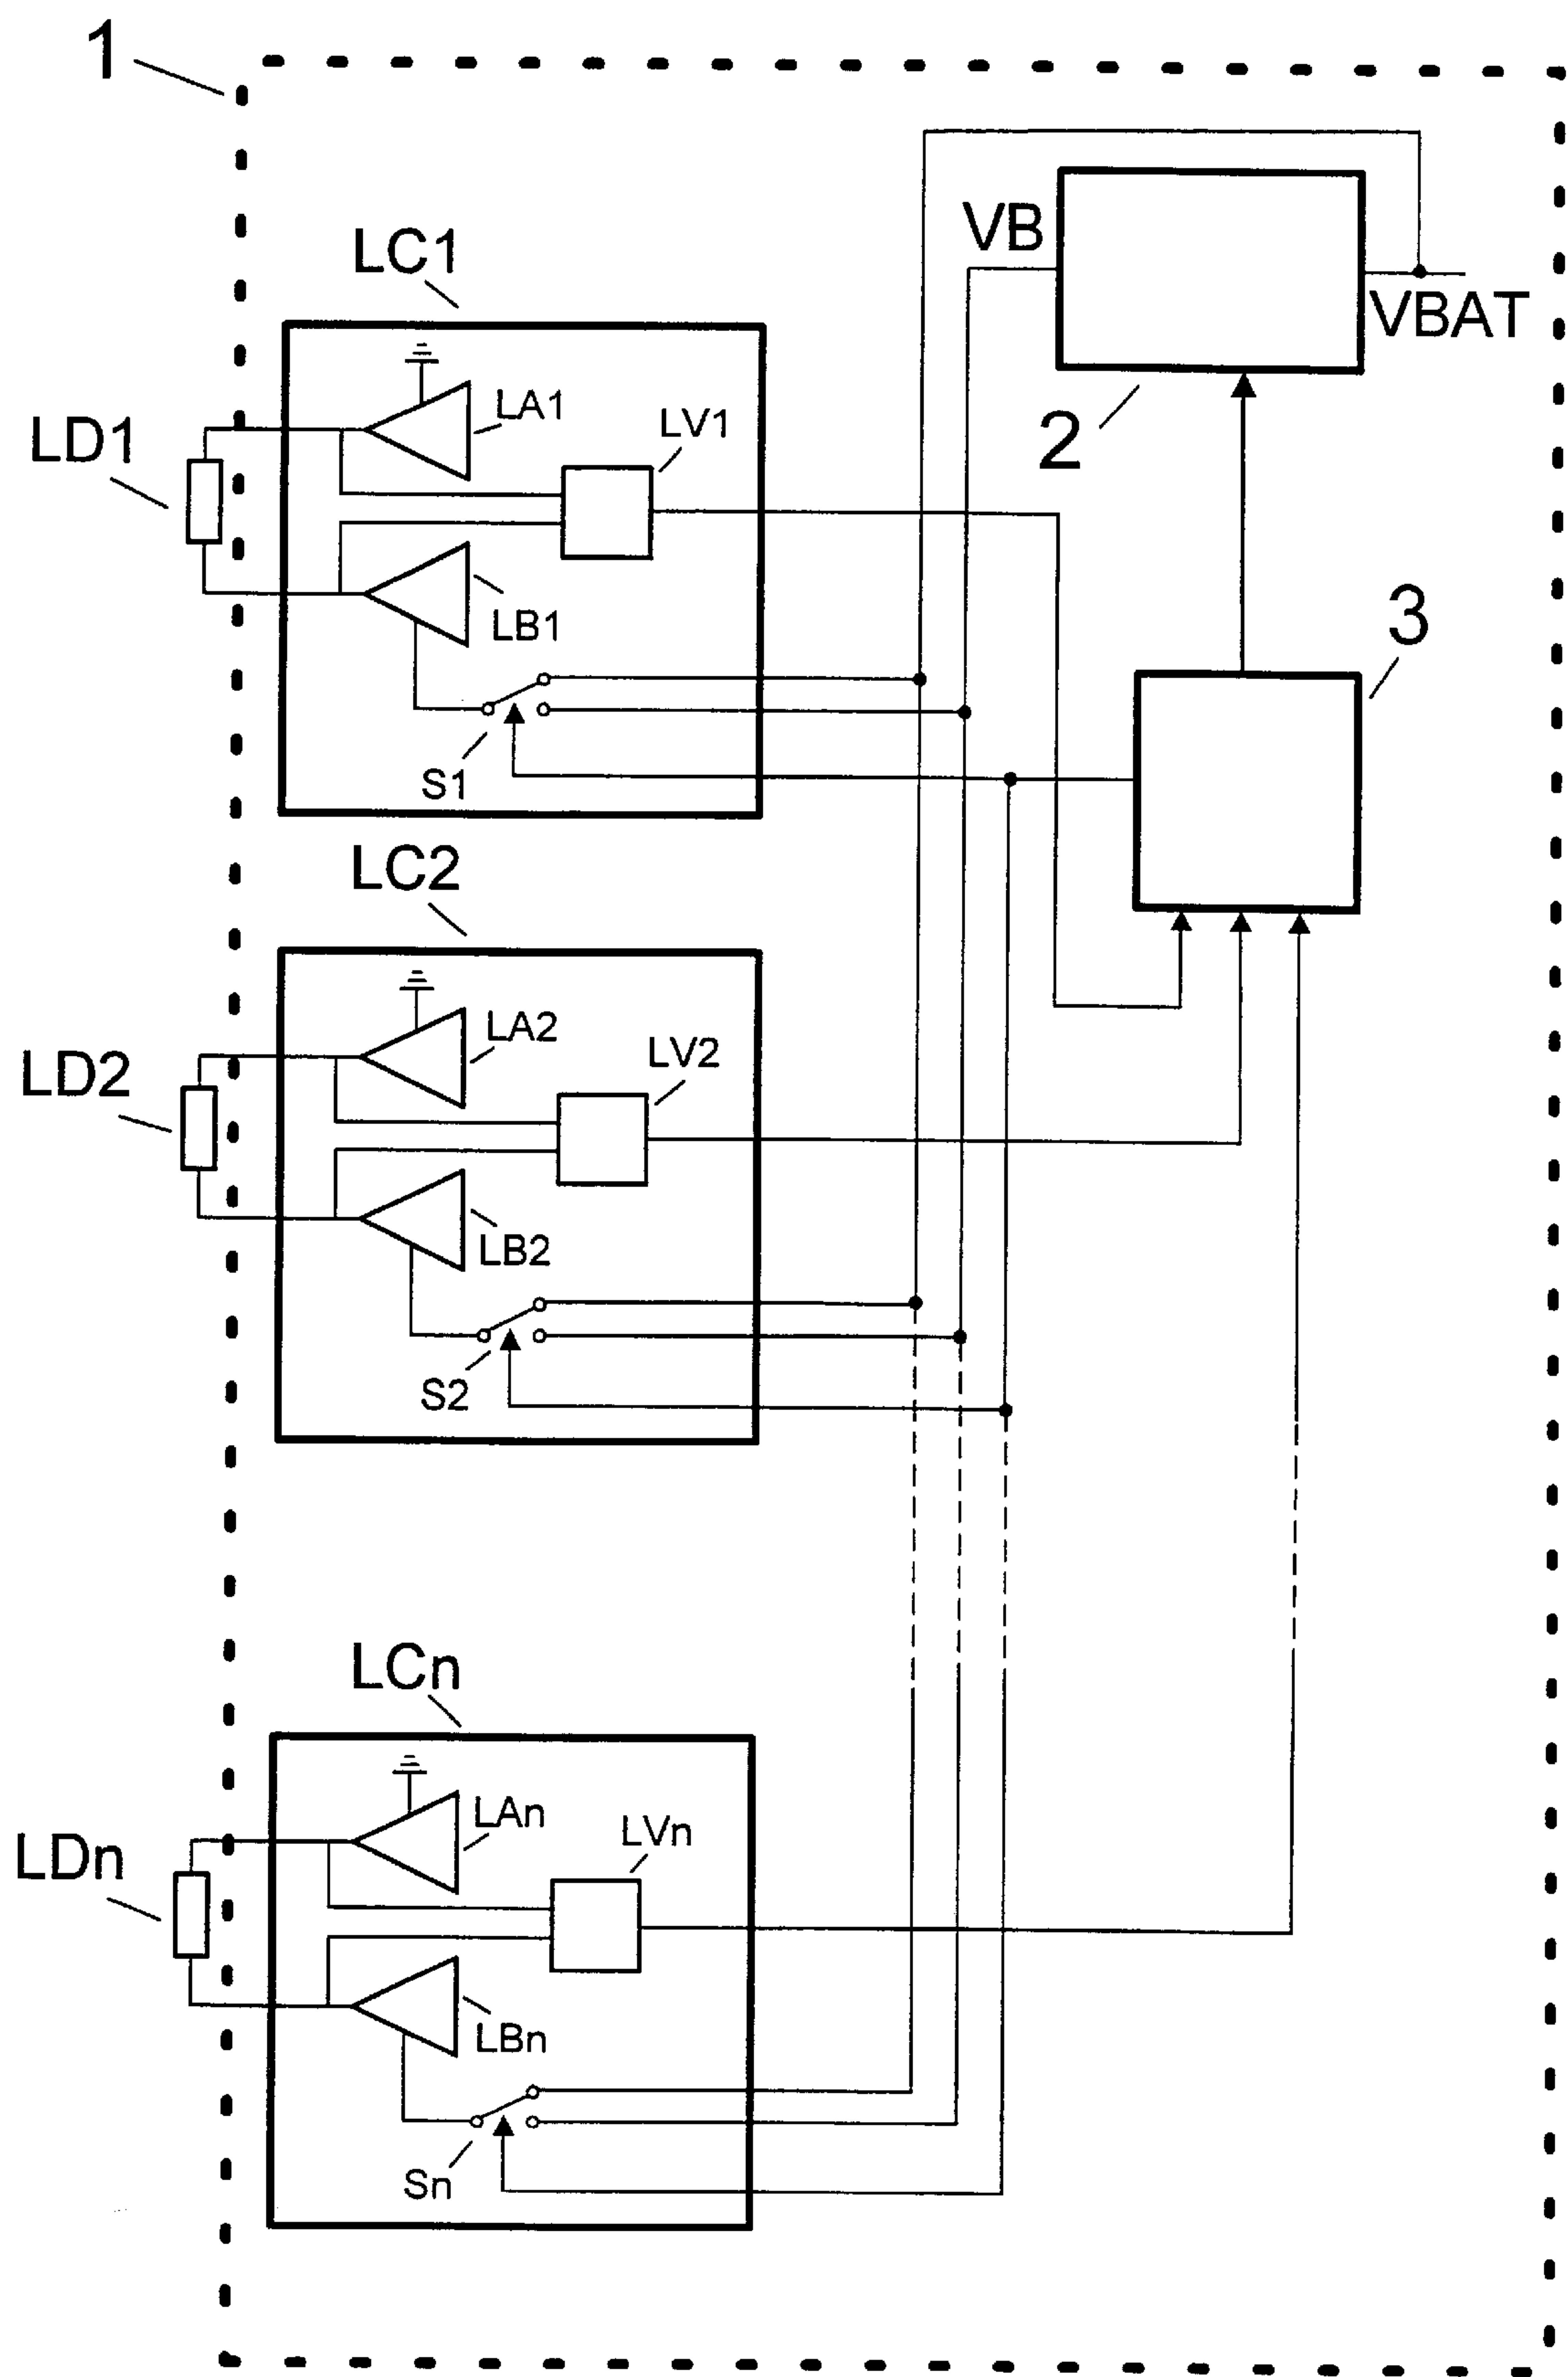 1
VB
LC1
VBAT
LA1
LV1
LD1
2
LB1
3
S1
LC2
LA2
LV2
LD2
LB2
S2
LCn
LAn
LVn
LDn
LBn
Sn